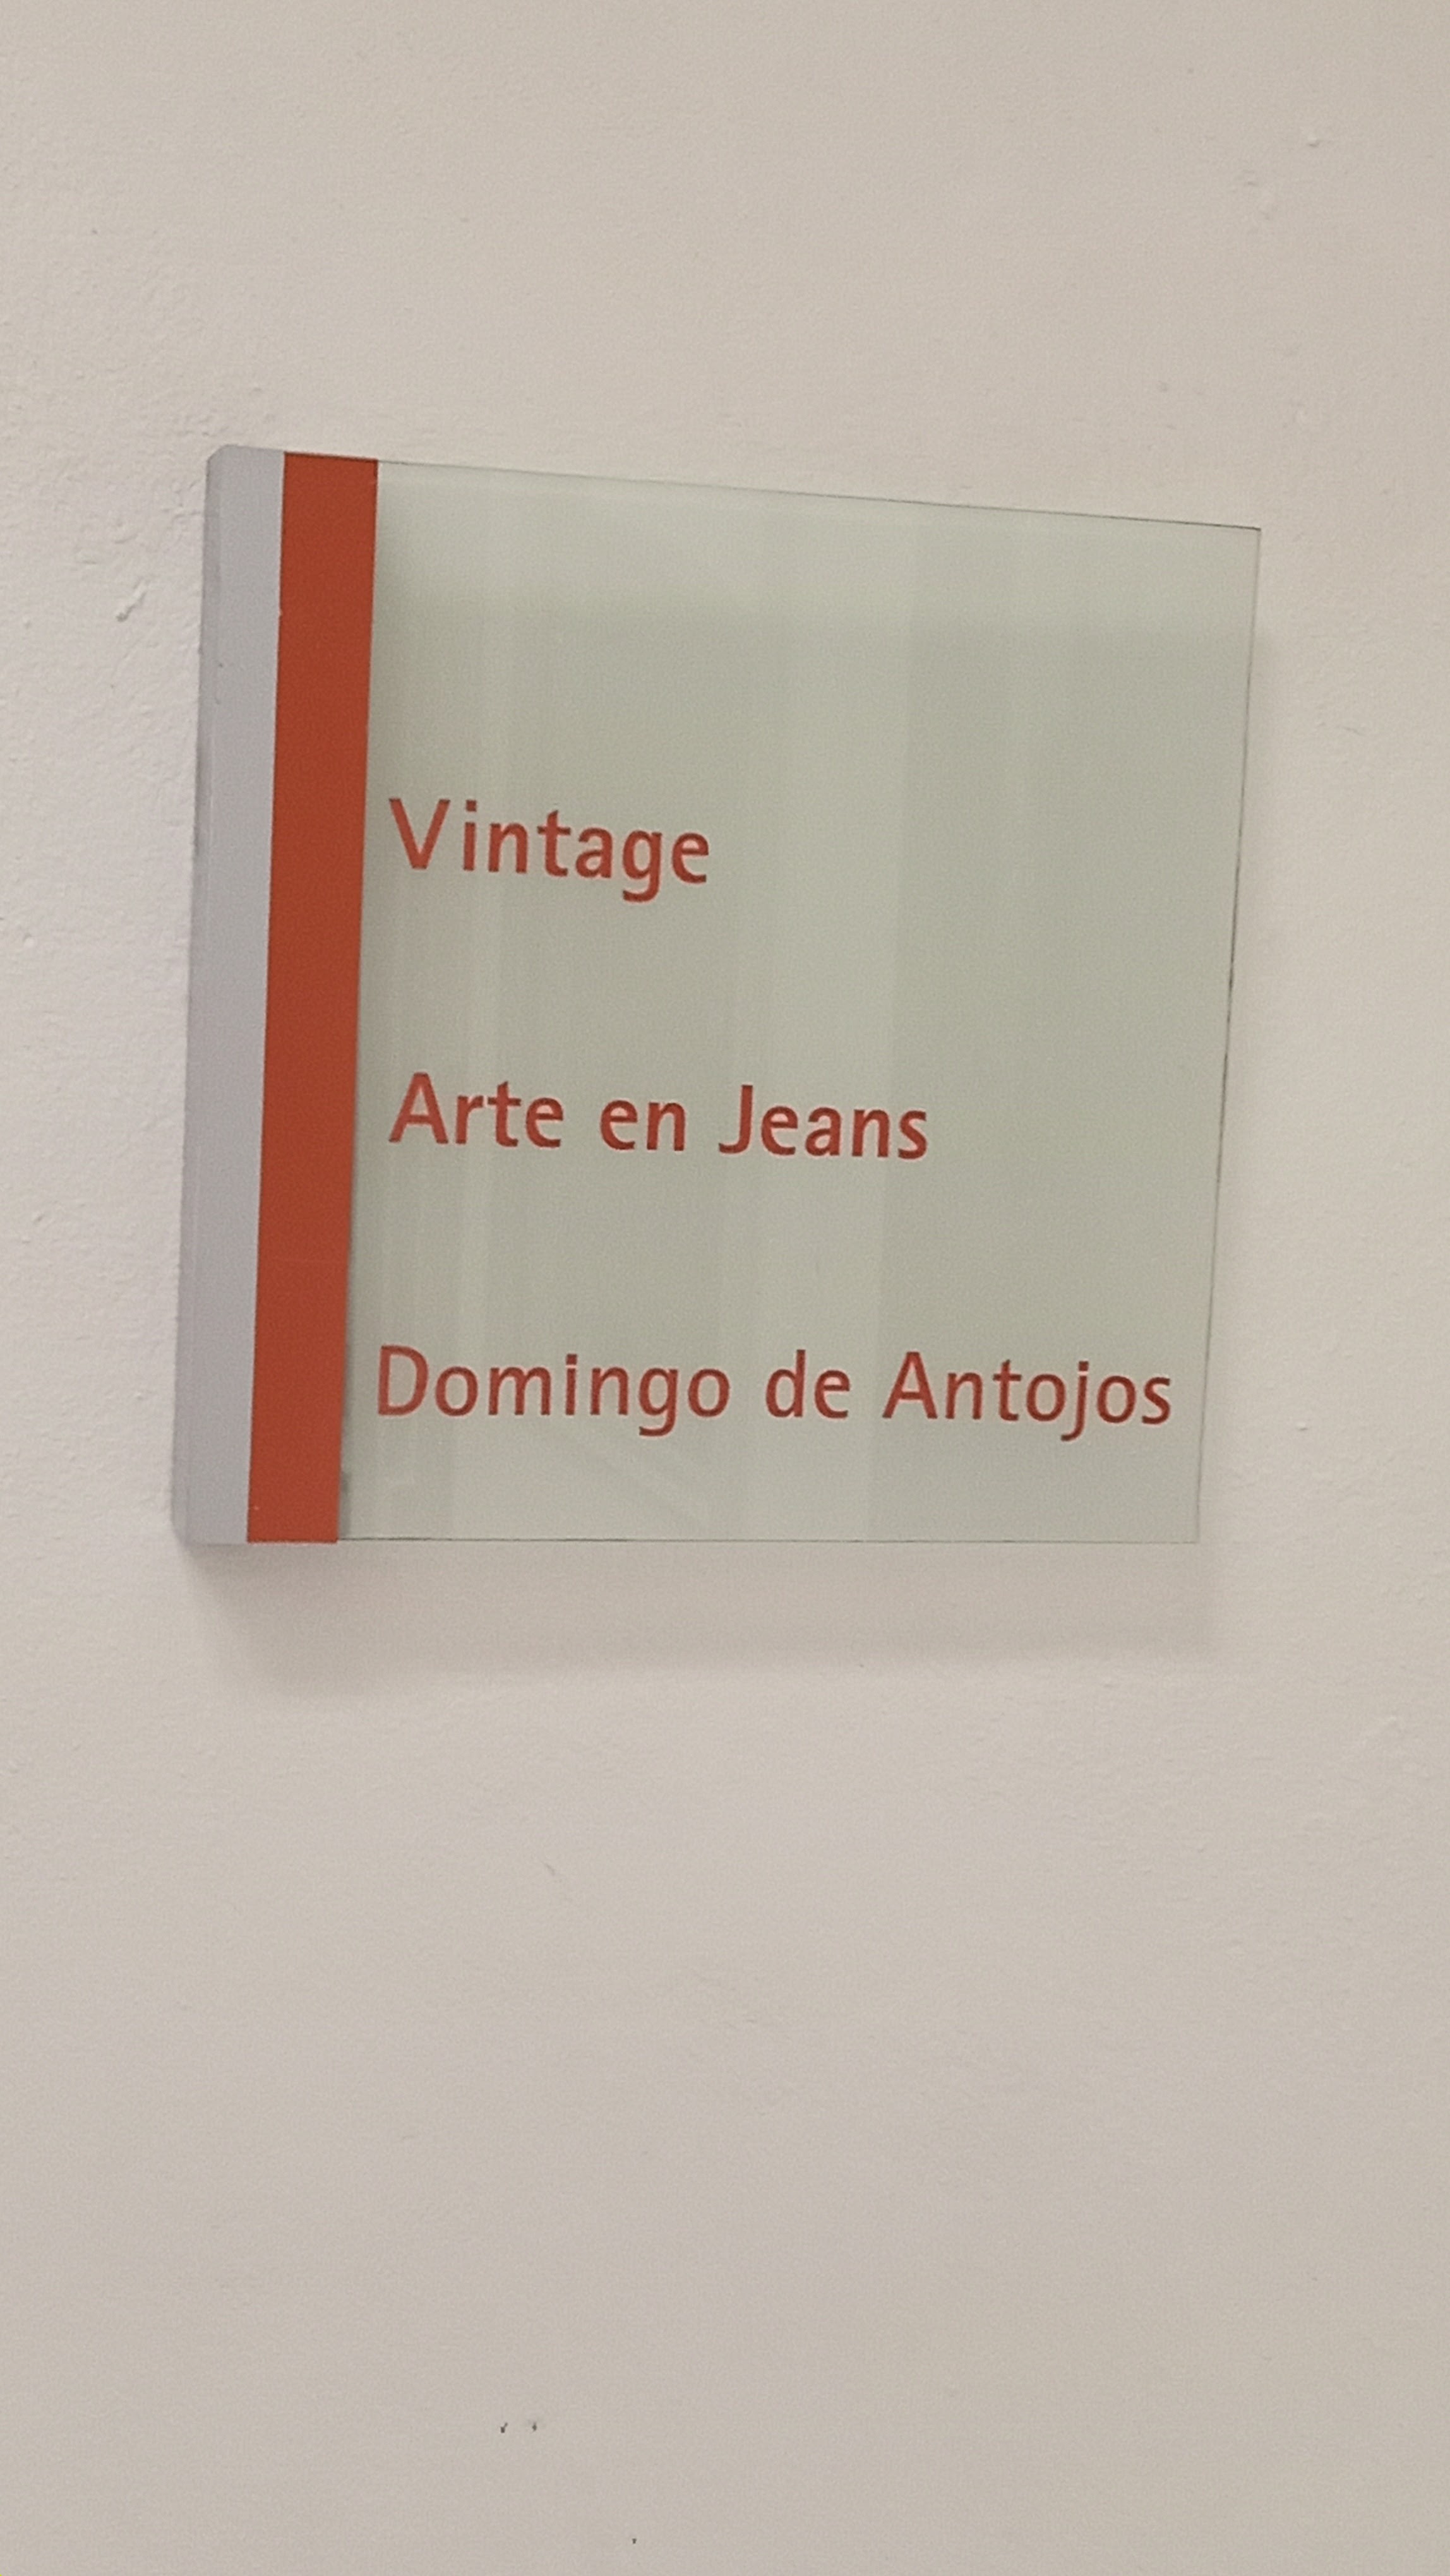 Vintage
Arte en Jeans
Domingo de Antojos